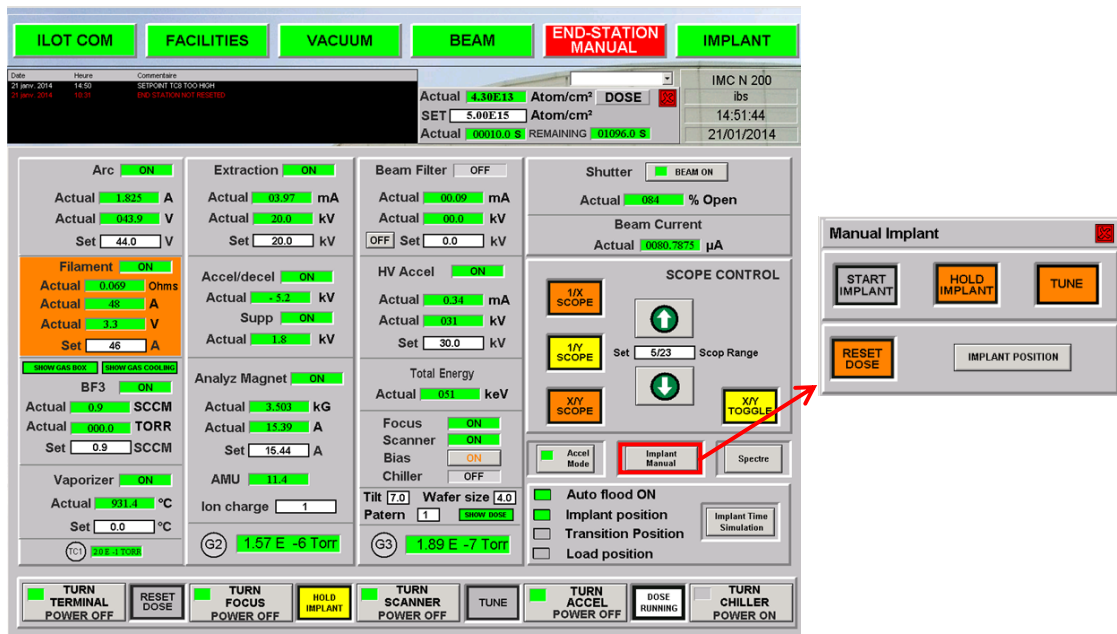 ILOT COM
FACILITIES
VACUUM
BEAM
END-STATION
MANUAL
IMPLANT
Date Heure Commentaire
21 janv. 2014 14:50 SETPOINT TC8 TOO HIGH
21 janv. 2014 10:31 END-STATION NOT RESETED
Actual 4.30E13 Atom/cm² DOSE
SET 5.00E15 Atom/cm²
Actual 00010.0 S REMAINING 01096.0 S
IMC N 200
ibs
14:51:44
21/01/2014
Arc ON
Actual 1.825 A
Actual 043.9 V
Set 44.0 V
Filament ON
Actual 0.069 Ohms
Actual 48 A
Actual 3.3 V
Set 46 A
SHOW GAS BOX SHOW GAS COOLING
BF3 ON
Actual 0.9 SCCM
Actual 000.0 TORR
Set 0.9 SCCM
Vaporizer ON
Actual 931.4 °C
Set 0.0 °C
TC1 2.0 E -1 TORR
Extraction ON
Actual 03.97 mA
Actual 20.0 kV
Set 20.0 kV
Accel/decel ON
Actual - 5.2 kV
Supp ON
Actual 1.8 kV
Analyz Magnet ON
Actual 3.503 kG
Actual 15.39 A
Set 15.44 A
AMU 11.4
Ion charge 1
G2 1.57 E -6 Torr
Beam Filter OFF
Actual 00.09 mA
Actual 00.0 kV
OFF Set 0.0 kV
HV Accel ON
Actual 0.34 mA
Actual 031 kV
Set 30.0 kV
Total Energy
Actual 051 keV
Focus ON
Scanner ON
Bias ON
Chiller OFF
Tilt 7.0 Wafer size 4.0
Patern 1 SHOW DOSE
G3 1.89 E -7 Torr
Shutter BEAM ON
Actual 084 % Open
Beam Current
Actual 0080.7875 µA
SCOPE CONTROL
1/X
SCOPE
1/Y
SCOPE
Set 5/23 Scop Range
X/Y
SCOPE
X/Y
TOGGLE
Accel
Mode
Implant
Manual
Spectre
Auto flood ON
Implant position
Transition Position
Load position
Implant Time
Simulation
Manual Implant
START
IMPLANT
HOLD
IMPLANT
TUNE
RESET
DOSE
IMPLANT POSITION
TURN
TERMINAL
POWER OFF
RESET
DOSE
TURN
FOCUS
POWER OFF
HOLD
IMPLANT
TURN
SCANNER
POWER OFF
TUNE
TURN
ACCEL
POWER OFF
DOSE
RUNNING
TURN
CHILLER
POWER ON